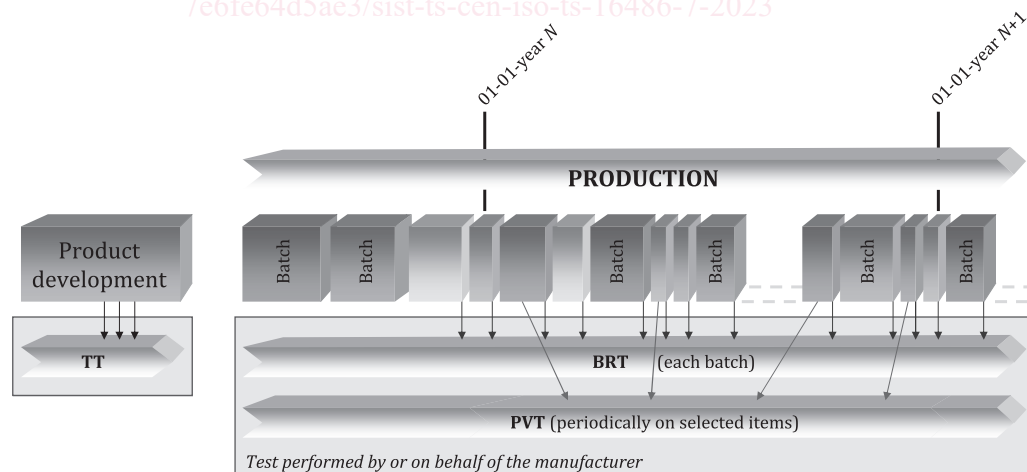 7e6fe64d5ae3/sist-ts-cen-iso-ts-16486-7-2023
01-01-year N
01-01-year N+1
PRODUCTION
Product
development
Batch
Batch
Batch
Batch
Batch
Batch
TT
BRT (each batch)
PVT (periodically on selected items)
Test performed by or on behalf of the manufacturer